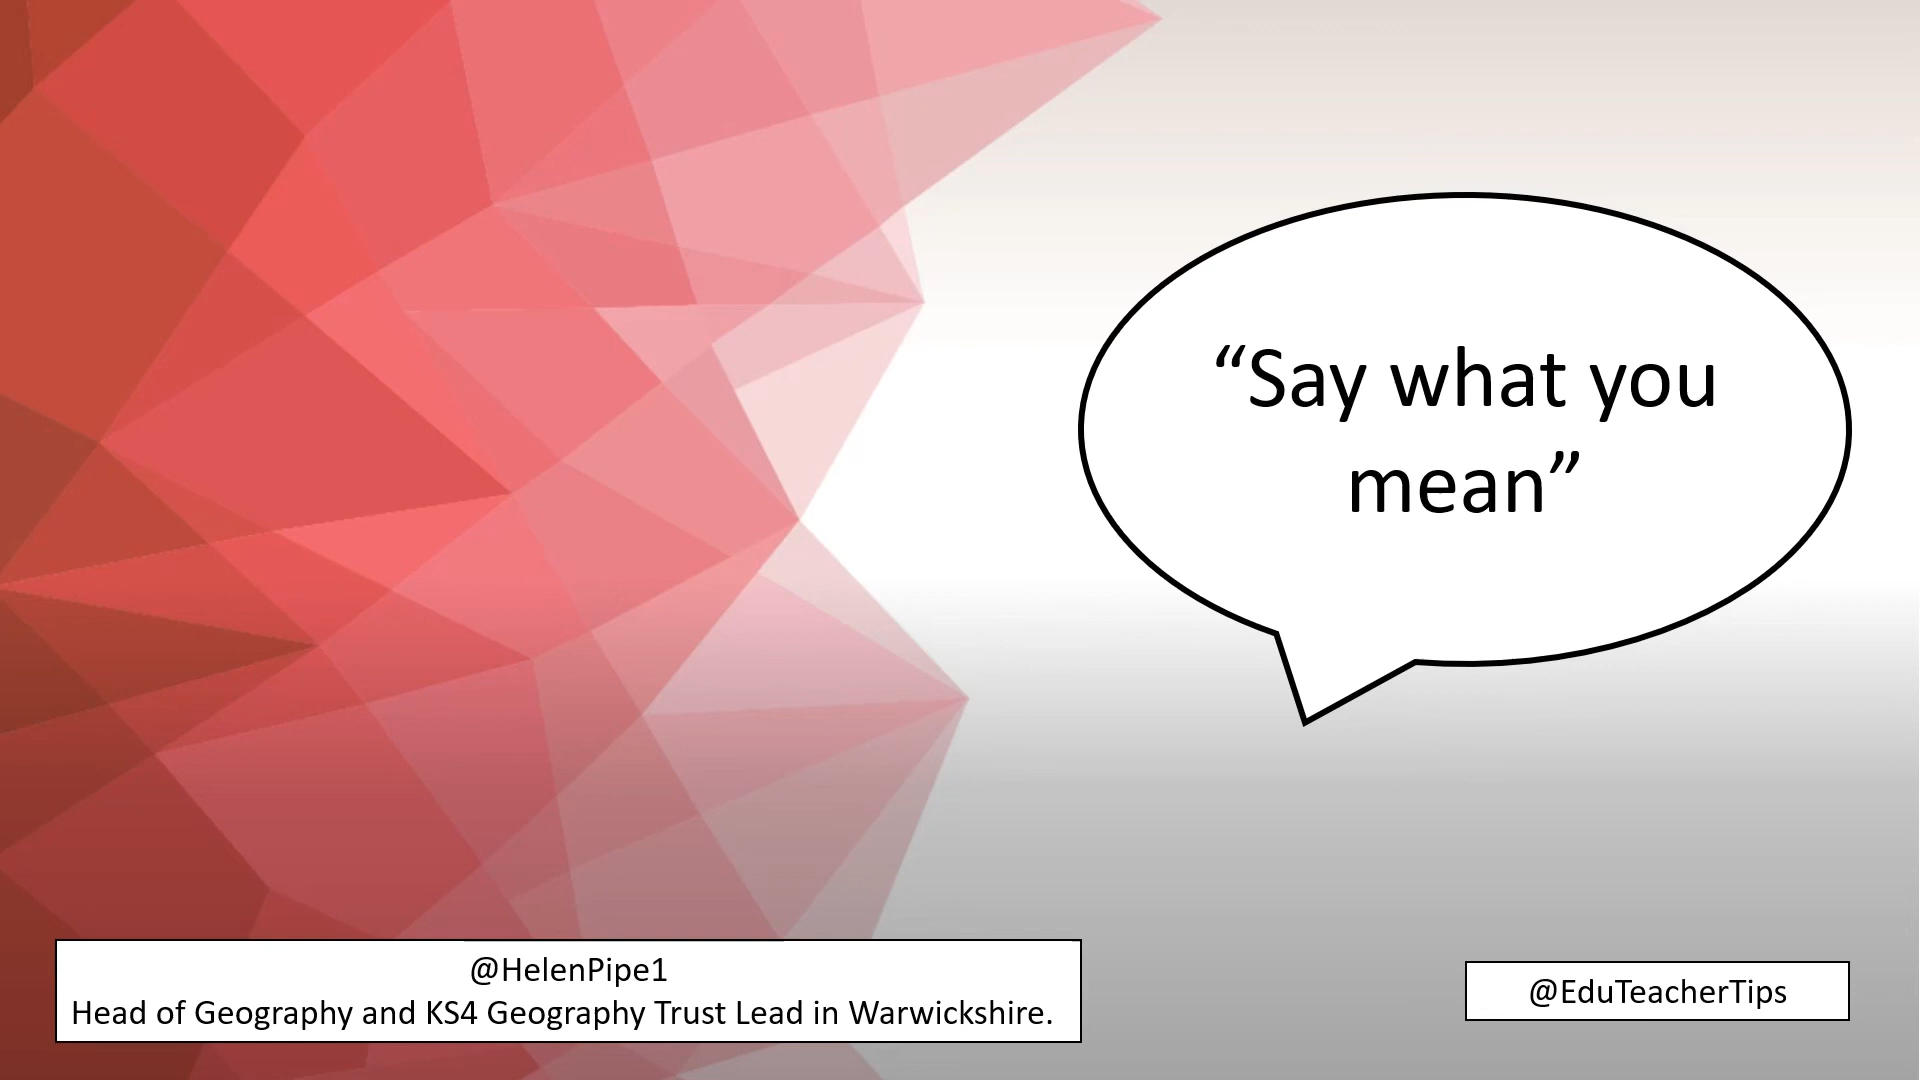 “Say what you
mean”
@HelenPipe1
Head of Geography and KS4 Geography Trust Lead in Warwickshire.
@EduTeacherTips